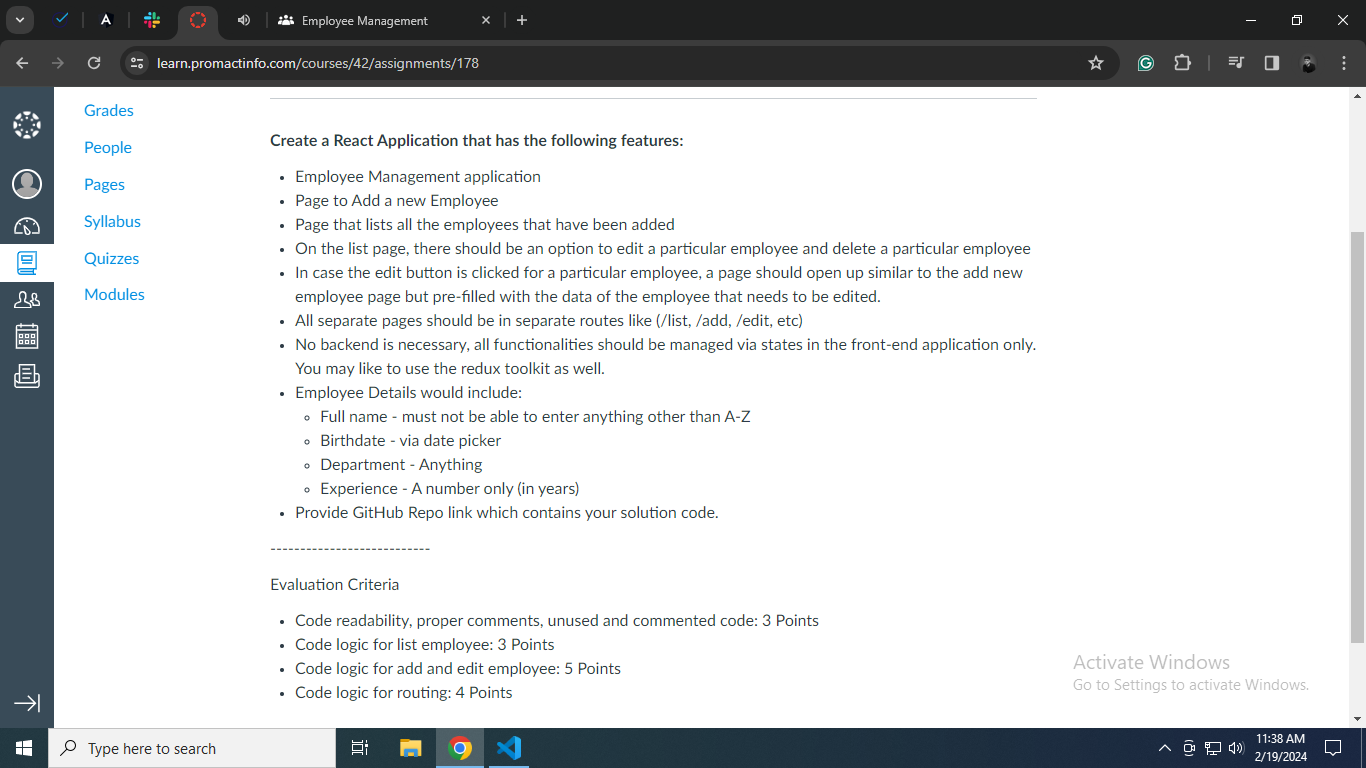 Employee Management
learn.promactinfo.com/courses/42/assignments/178
Grades
People
Pages
Syllabus
Quizzes
Modules
Create a React Application that has the following features:
• Employee Management application
• Page to Add a new Employee
• Page that lists all the employees that have been added
• On the list page, there should be an option to edit a particular employee and delete a particular employee
• In case the edit button is clicked for a particular employee, a page should open up similar to the add new
employee page but pre-filled with the data of the employee that needs to be edited.
• All separate pages should be in separate routes like (/list, /add, /edit, etc)
• No backend is necessary, all functionalities should be managed via states in the front-end application only.
You may like to use the redux toolkit as well.
• Employee Details would include:
◦ Full name - must not be able to enter anything other than A-Z
◦ Birthdate - via date picker
◦ Department - Anything
◦ Experience - A number only (in years)
• Provide GitHub Repo link which contains your solution code.
---------------------------
Evaluation Criteria
• Code readability, proper comments, unused and commented code: 3 Points
• Code logic for list employee: 3 Points
• Code logic for add and edit employee: 5 Points
• Code logic for routing: 4 Points
Activate Windows
Go to Settings to activate Windows.
Type here to search
11:38 AM
2/19/2024